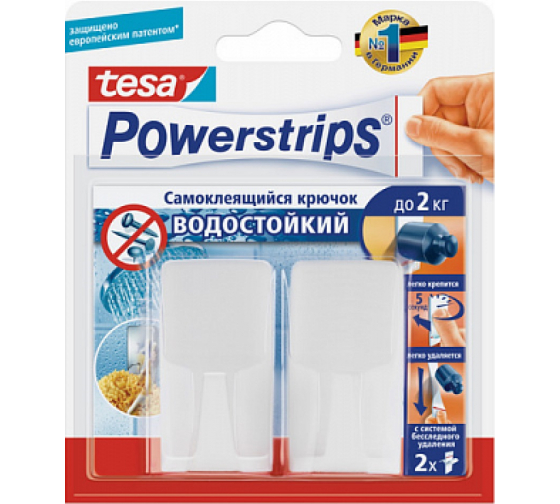 защищено
европейским патентом*
Марка
№1
в Германии
tesa
Powerstrips®
Самоклеящийся крючок
ВОДОСТОЙКИЙ
до 2 кг
легко крепится
5
секунд
легко удаляется
с системой
бесследного
удаления
2x